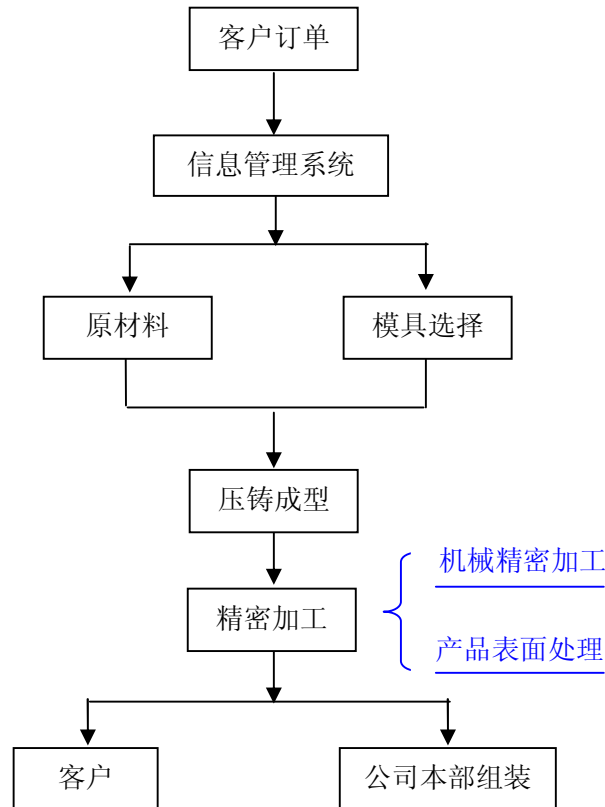 客户订单
信息管理系统
原材料
模具选择
压铸成型
机械精密加工
精密加工
产品表面处理
客户
公司本部组装